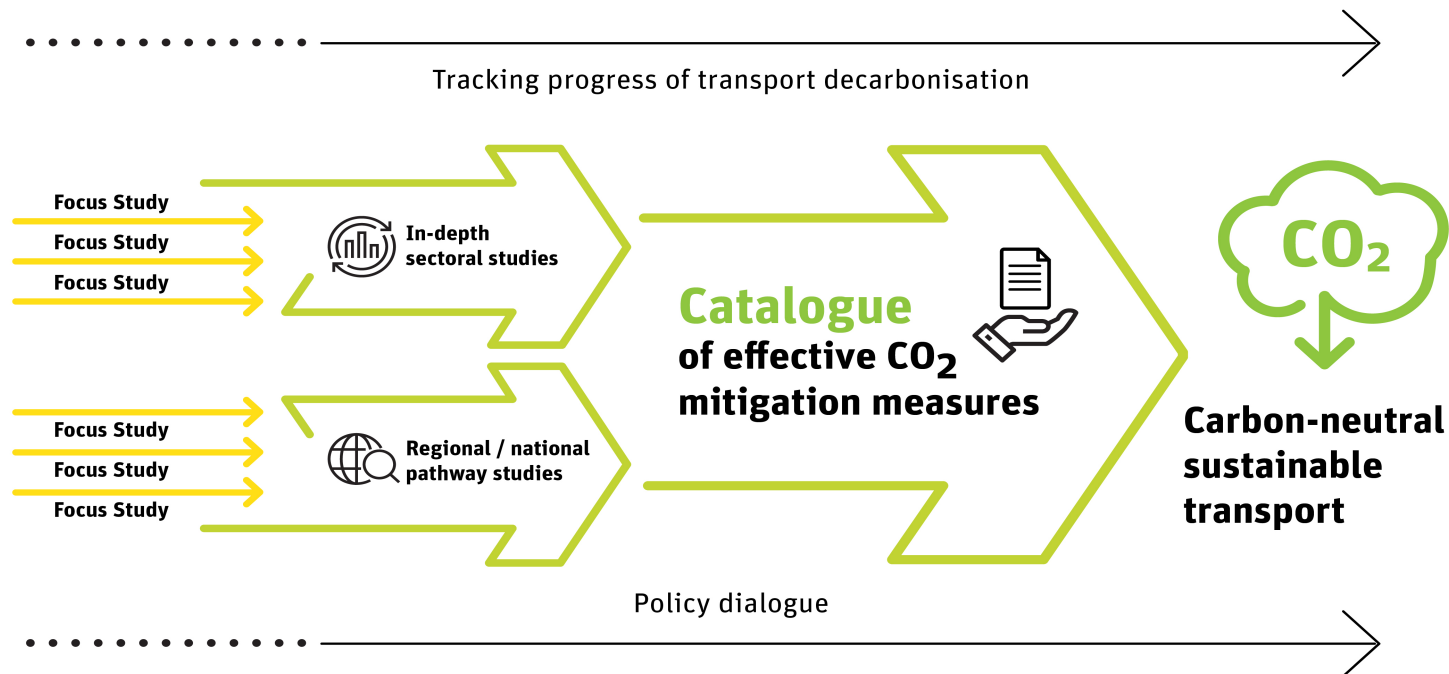 Tracking progress of transport decarbonisation
Focus Study
Focus Study
Focus Study
In-depth
sectoral studies
Focus Study
Focus Study
Focus Study
Regional / national
pathway studies
Catalogue
of effective CO₂
mitigation measures
CO₂
Carbon-neutral
sustainable
transport
Policy dialogue